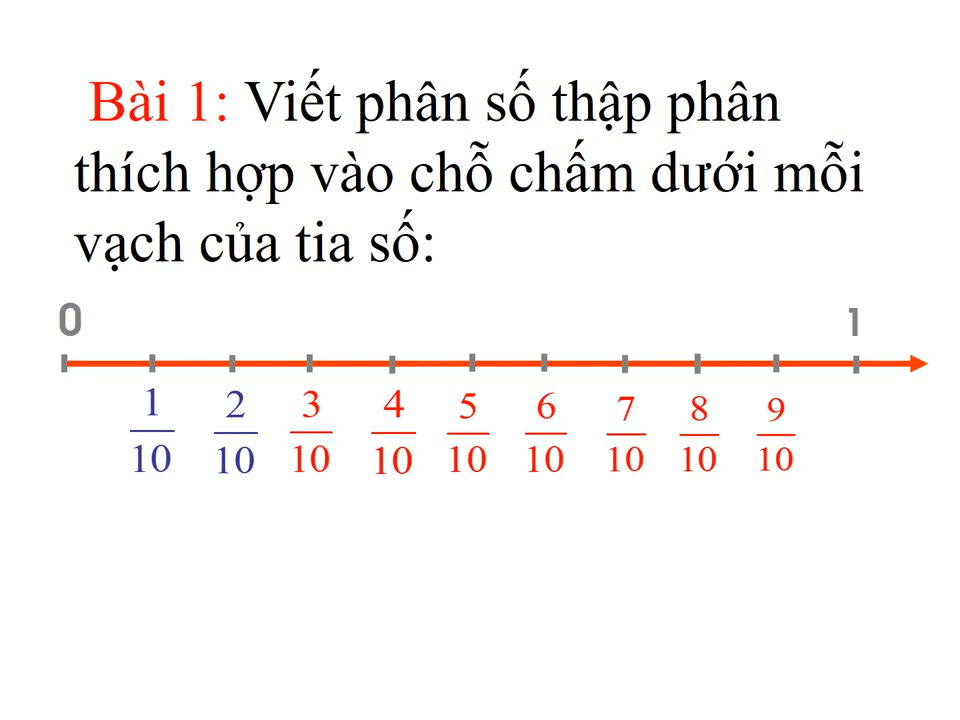 Bài 1: Viết phân số thập phân
thích hợp vào chỗ chấm dưới mỗi
vạch của tia số:
0 1
1 2 3 4 5 6 7 8 9
10 10 10 10 10 10 10 10 10